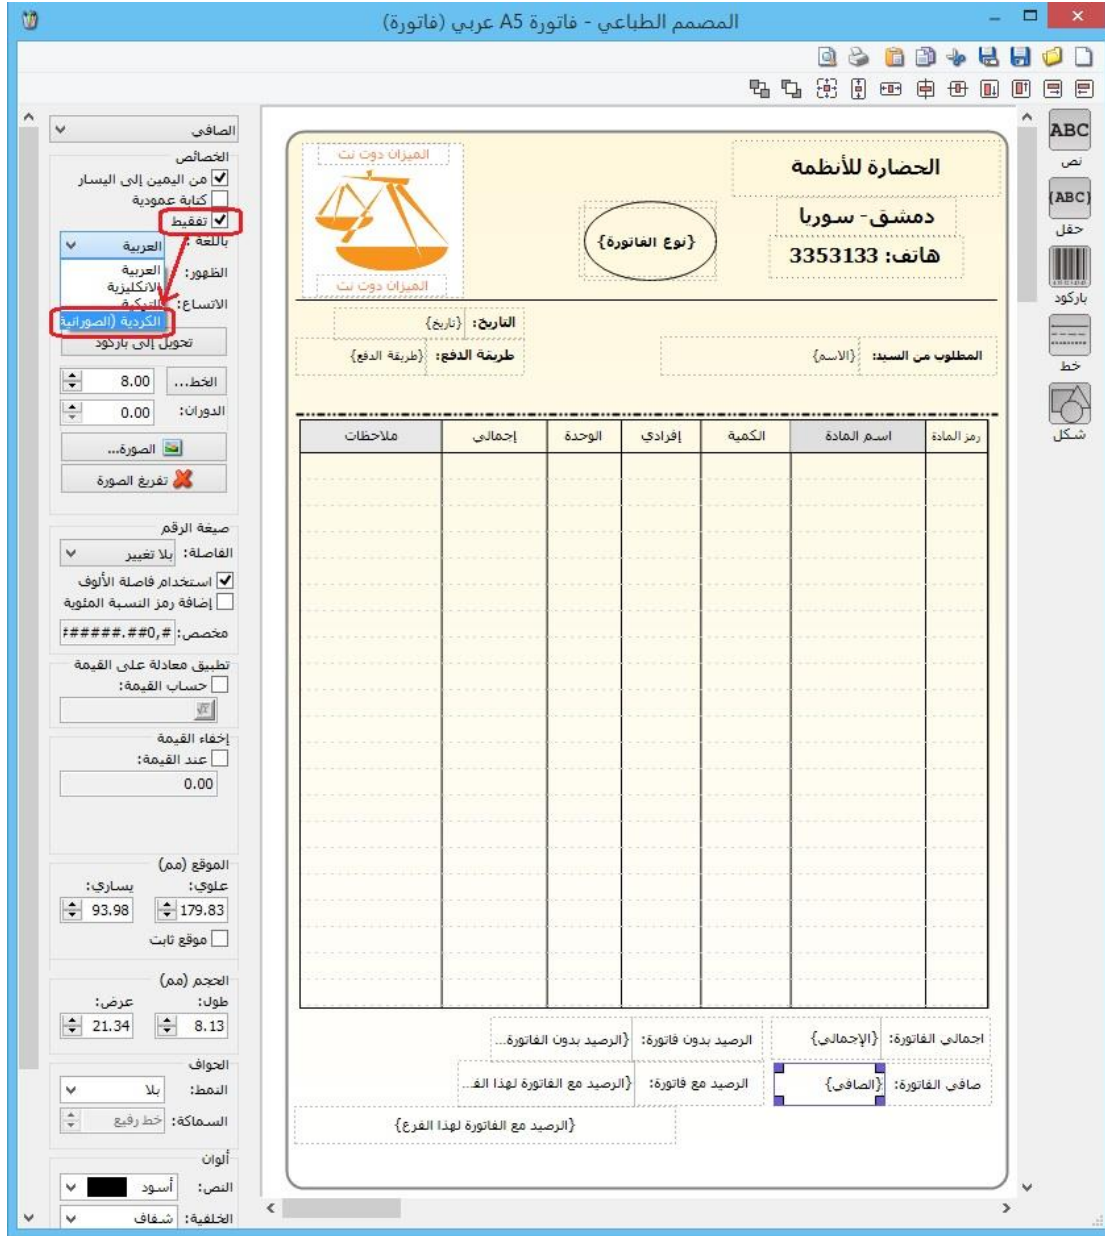 المصمم الطباعي - فاتورة A5 عربي (فاتورة)
ABC
نص
{ABC}
حقل
باركود
خط
شكل
الصافي
الخصائص
من اليمين إلى اليسار
كتابة عمودية
تفقيط
باللغة : العربية
العربية
الانكليزية
التركية
الكردية (الصورانية
الظهور:
الاتساع:
تحويل إلى باركود
الخط... 8.00
الدوران: 0.00
الصورة...
تفريغ الصورة
صيغة الرقم
الفاصلة: بلا تغيير
استخدام فاصلة الألوف
إضافة رمز النسبة المئوية
مخصص: #,0##.######
تطبيق معادلة على القيمة
حساب القيمة:
إخفاء القيمة
عند القيمة:
0.00
الموقع (مم)
علوي: يساري:
179.83 93.98
موقع ثابت
الحجم (مم)
طول: عرض:
8.13 21.34
الحواف
النمط: بلا
السماكة: خط رفيع
ألوان
النص: أسود
الخلفية: شفاف
الحضارة للأنظمة
دمشق- سوريا
هاتف: 3353133
{نوع الفاتورة}
الميزان دوت نت
الميزان دوت نت
التاريخ: {تاريخ}
المطلوب من السيد: {الاسم}
طريقة الدفع: {طريقة الدفع}
رمز المادة اسم المادة الكمية إفرادي الوحدة إجمالي ملاحظات
اجمالي الفاتورة: {الإجمالي} الرصيد بدون فاتورة: {الرصيد بدون الفاتورة...
صافي الفاتورة: {الصافي} الرصيد مع فاتورة: {الرصيد مع الفاتورة لهذا الف...
{الرصيد مع الفاتورة لهذا الفرع}